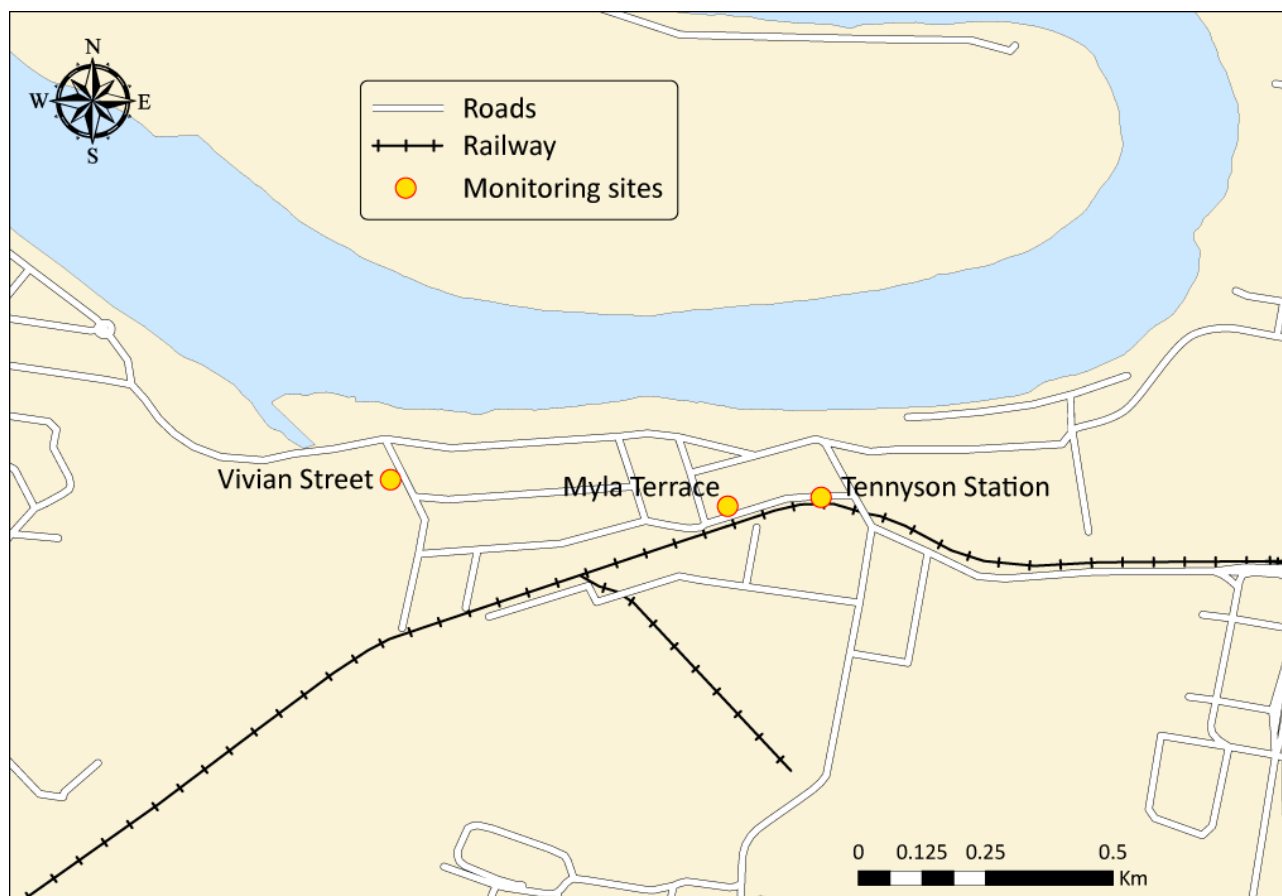 N
W E
S
Roads
Railway
Monitoring sites
Vivian Street
Myla Terrace
Tennyson Station
0 0.125 0.25 0.5
Km